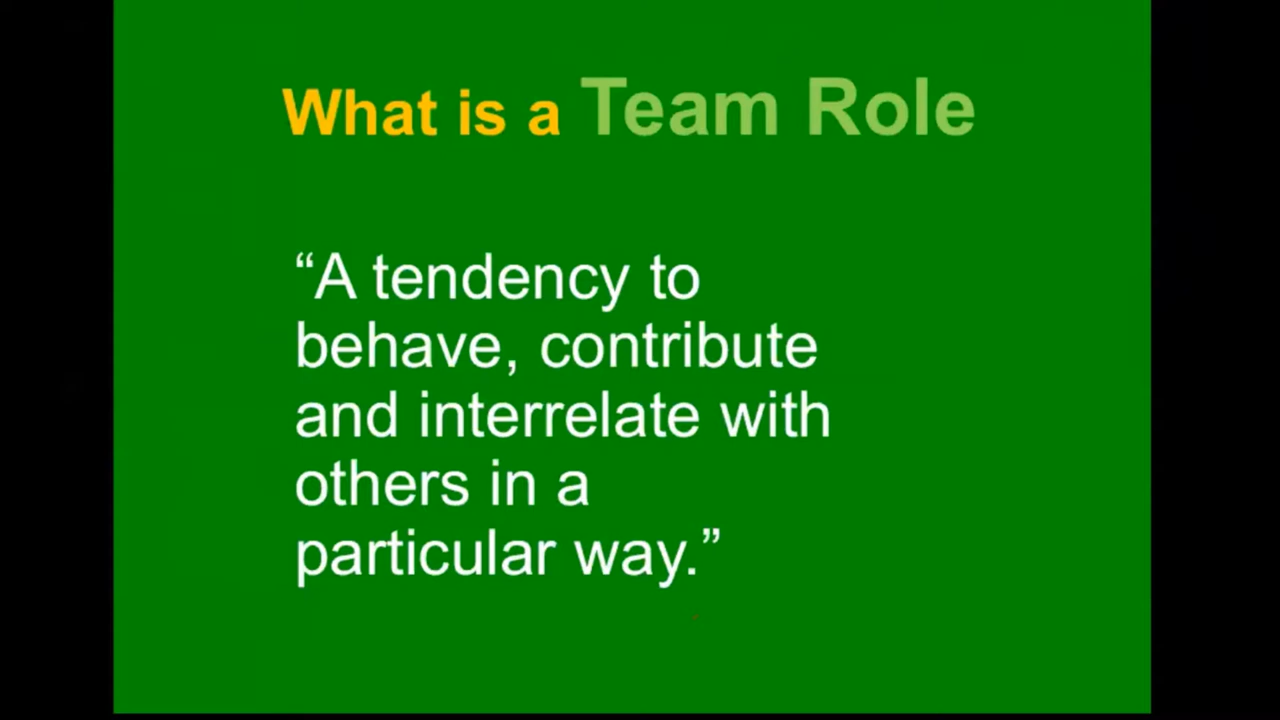 What is a Team Role
“A tendency to
behave, contribute
and interrelate with
others in a
particular way.”